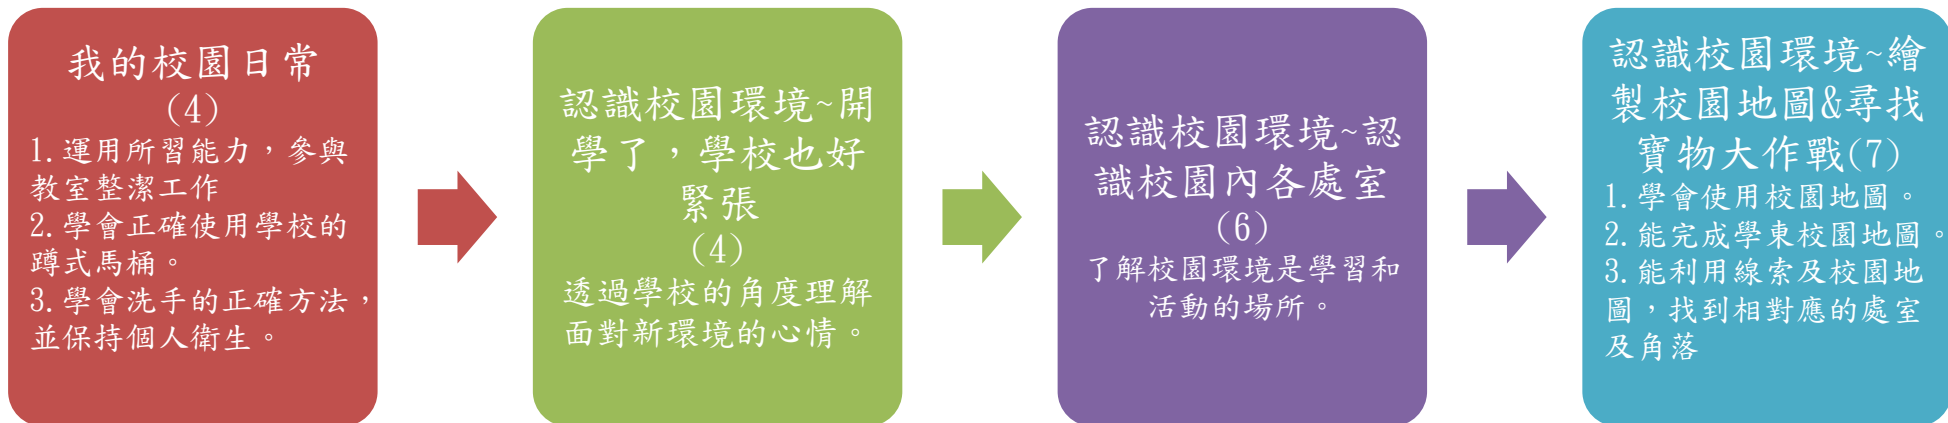 我的校園日常
(4)
1.運用所習能力，參與
教室整潔工作
2.學會正確使用學校的
蹲式馬桶。
3.學會洗手的正確方法，
並保持個人衛生。
認識校園環境~開
學了，學校也好
緊張
(4)
透過學校的角度理解
面對新環境的心情。
認識校園環境~認
識校園內各處室
(6)
了解校園環境是學習和
活動的場所。
認識校園環境~繪
製校園地圖&尋找
寶物大作戰(7)
1.學會使用校園地圖。
2.能完成學東校園地圖。
3.能利用線索及校園地
圖，找到相對應的處室
及角落